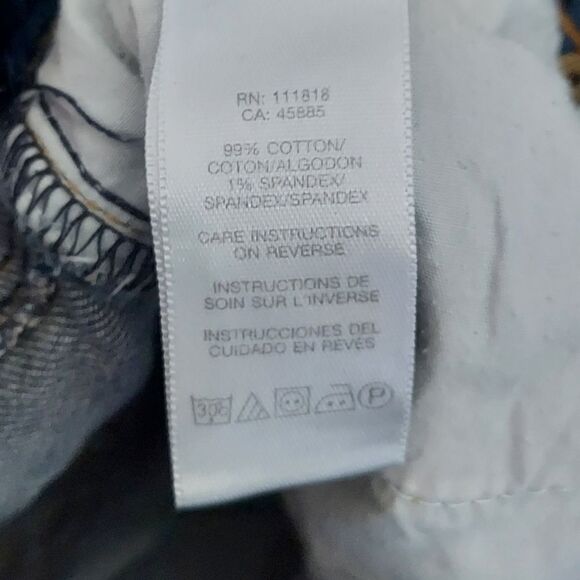 RN: 111818
CA: 45885
99% COTTON/
COTON/ALGODON
1% SPANDEX/
SPANDEX/SPANDEX
CARE INSTRUCTIONS
ON REVERSE
INSTRUCTIONS DE
SOIN SUR L'INVERSE
INSTRUCCIONES DEL
CUIDADO EN REVÉS
30C P